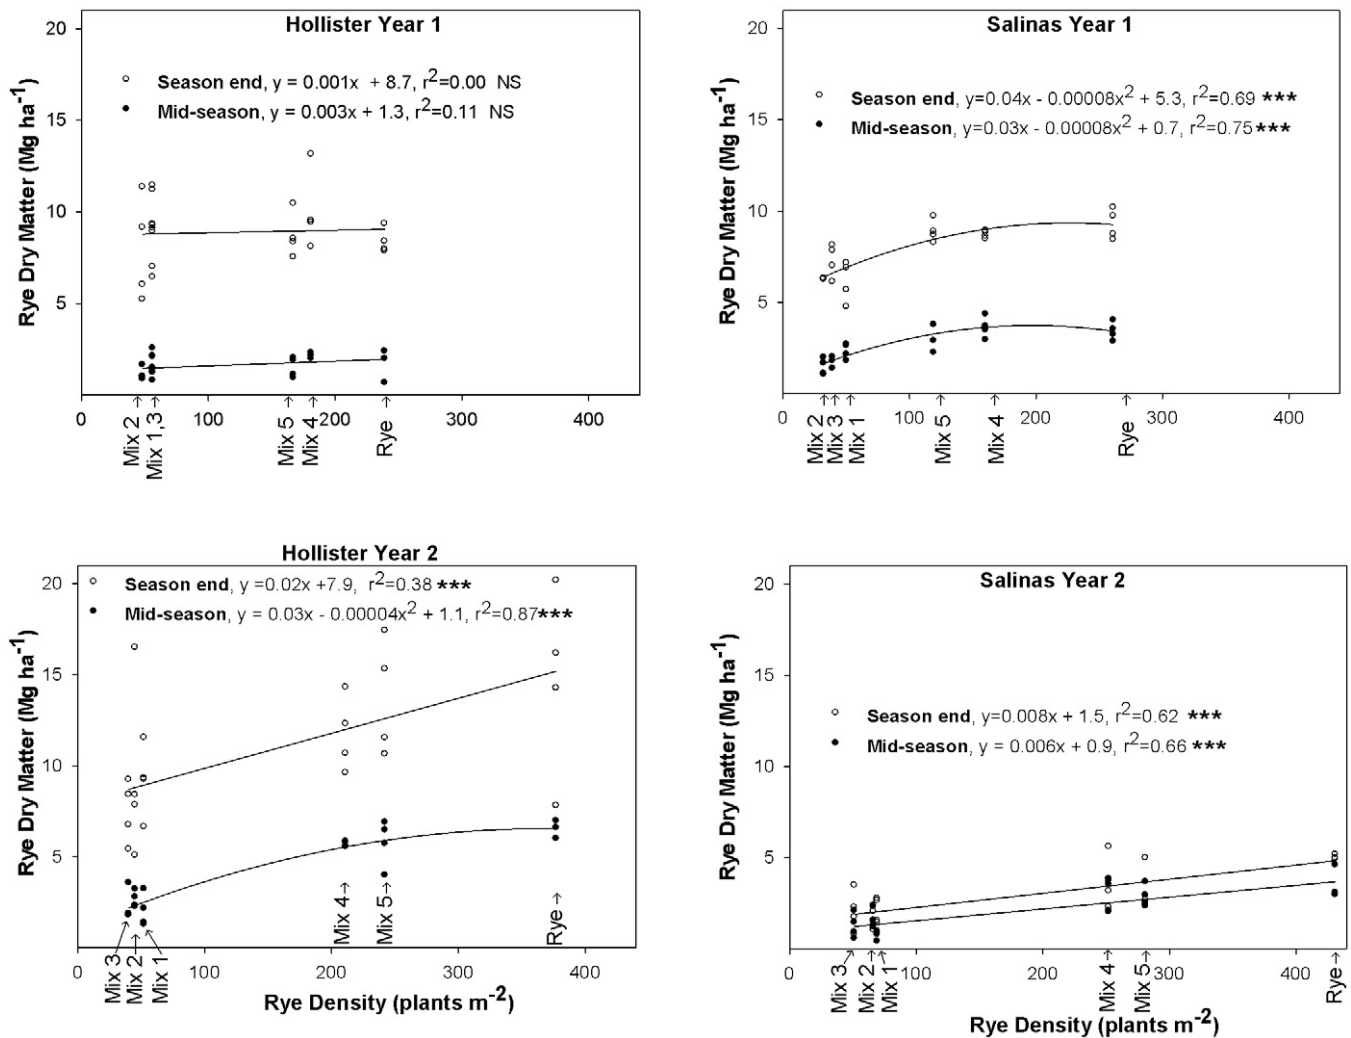 Hollister Year 1
Season end, y = 0.001x + 8.7, r²=0.00 NS
Mid-season, y = 0.003x + 1.3, r²=0.11 NS
Rye Dry Matter (Mg ha⁻¹)
20
15
10
5
0 100 200 300 400
Mix 2
Mix 1,3
Mix 5
Mix 4
Rye
Salinas Year 1
Season end, y=0.04x - 0.00008x² + 5.3, r²=0.69 ***
Mid-season, y=0.03x - 0.00008x² + 0.7, r²=0.75***
Rye Dry Matter (Mg ha⁻¹)
20
15
10
5
0 100 200 300 400
Mix 2
Mix 3
Mix 1
Mix 5
Mix 4
Rye
Hollister Year 2
Season end, y =0.02x +7.9, r²=0.38 ***
Mid-season, y = 0.03x - 0.00004x² + 1.1, r²=0.87***
Rye Dry Matter (Mg ha⁻¹)
20
15
10
5
Mix 4
Mix 5
Rye
0 100 200 300 400
Mix 3
Mix 2
Mix 1
Rye Density (plants m⁻²)
Salinas Year 2
Season end, y=0.008x + 1.5, r²=0.62 ***
Mid-season, y = 0.006x + 0.9, r²=0.66 ***
Rye Dry Matter (Mg ha⁻¹)
20
15
10
5
0 100 200 300 400
Mix 3
Mix 2
Mix 1
Mix 4
Mix 5
Rye
Rye Density (plants m⁻²)